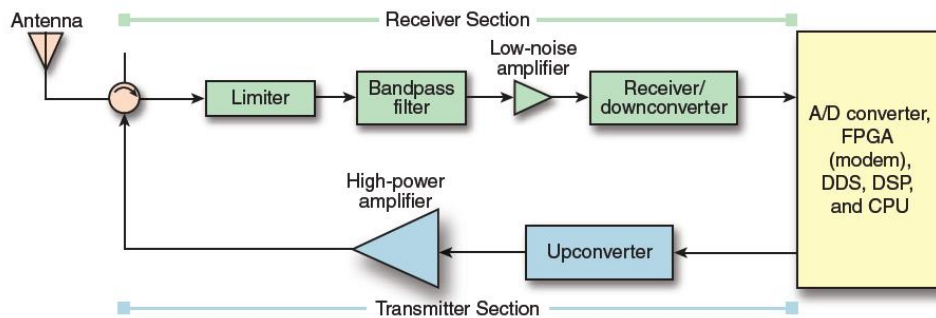 Receiver Section
Antenna
Low-noise
amplifier
Limiter
Bandpass
filter
Receiver/
downconverter
A/D converter,
FPGA
(modem),
DDS, DSP,
and CPU
High-power
amplifier
Upconverter
Transmitter Section